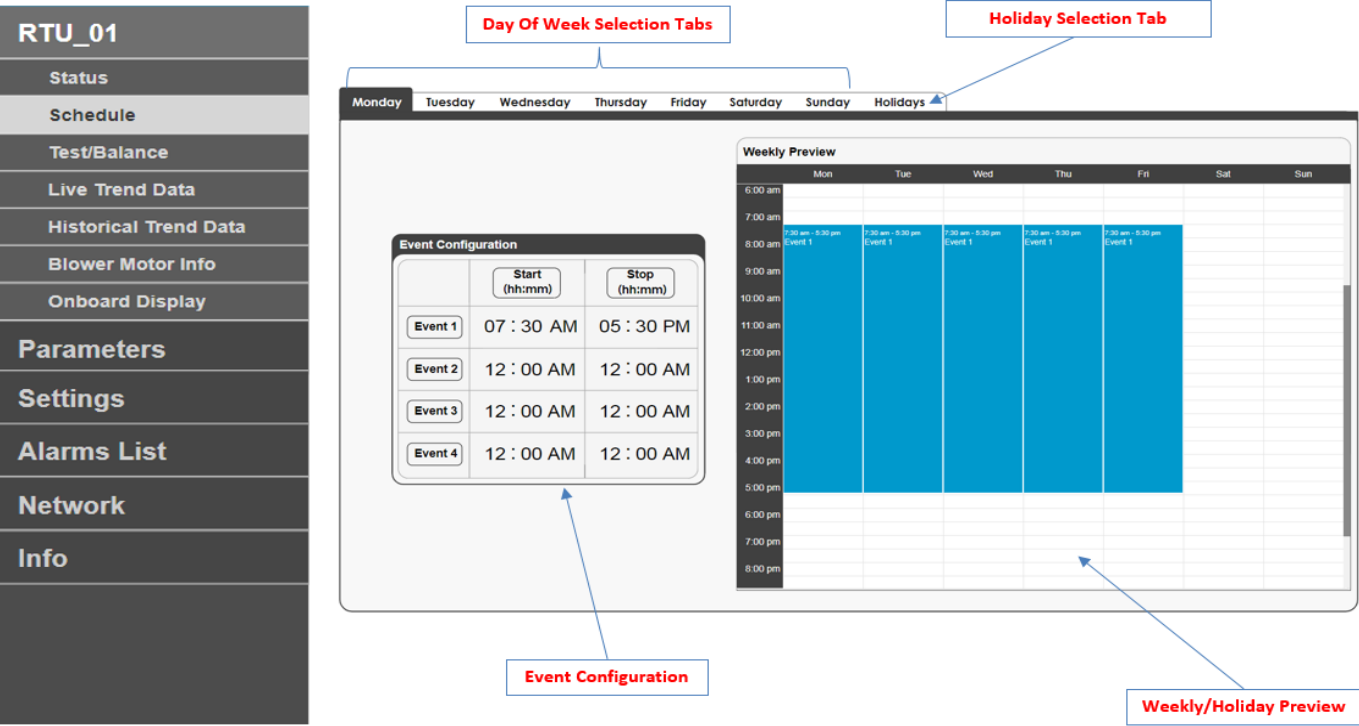 RTU_01
Status
Schedule
Test/Balance
Live Trend Data
Historical Trend Data
Blower Motor Info
Onboard Display
Parameters
Settings
Alarms List
Network
Info
Day Of Week Selection Tabs
Holiday Selection Tab
Monday Tuesday Wednesday Thursday Friday Saturday Sunday Holidays
Event Configuration
Start Stop
(hh:mm) (hh:mm)
Event 1 07 : 30 AM 05 : 30 PM
Event 2 12 : 00 AM 12 : 00 AM
Event 3 12 : 00 AM 12 : 00 AM
Event 4 12 : 00 AM 12 : 00 AM
Weekly Preview
Mon Tue Wed Thu Fri Sat Sun
6:00 am
7:00 am
7:30 am - 5:30 pm 7:30 am - 5:30 pm 7:30 am - 5:30 pm 7:30 am - 5:30 pm 7:30 am - 5:30 pm
8:00 am Event 1 Event 1 Event 1 Event 1 Event 1
9:00 am
10:00 am
11:00 am
12:00 pm
1:00 pm
2:00 pm
3:00 pm
4:00 pm
5:00 pm
6:00 pm
7:00 pm
8:00 pm
Event Configuration
Weekly/Holiday Preview